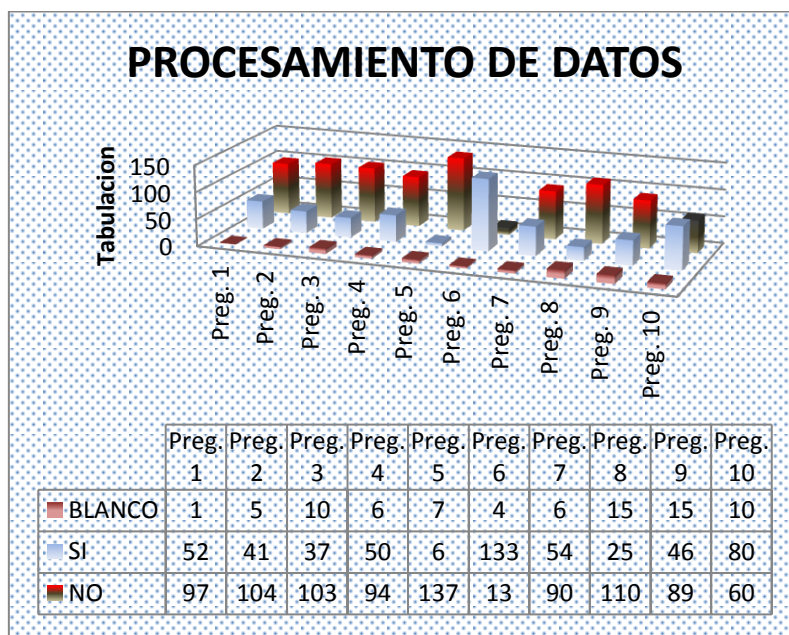 PROCESAMIENTO DE DATOS
Tabulacion
150
100
50
0
Preg. 1
Preg. 2
Preg. 3
Preg. 4
Preg. 5
Preg. 6
Preg. 7
Preg. 8
Preg. 9
Preg. 10
Preg. 1 Preg. 2 Preg. 3 Preg. 4 Preg. 5 Preg. 6 Preg. 7 Preg. 8 Preg. 9 Preg. 10
BLANCO 1 5 10 6 7 4 6 15 15 10
SI 52 41 37 50 6 133 54 25 46 80
NO 97 104 103 94 137 13 90 110 89 60